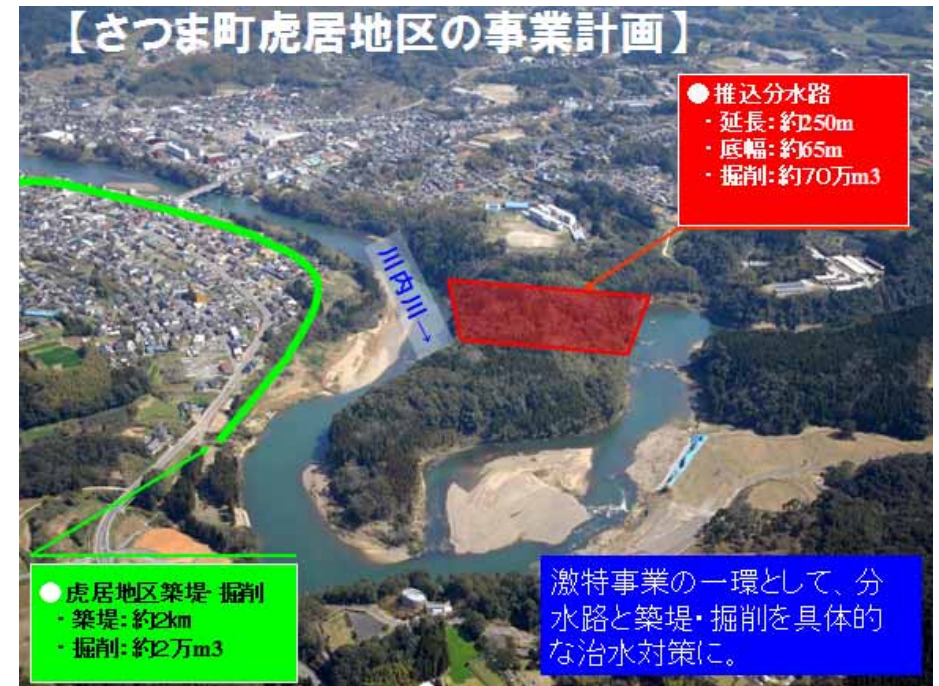 【さつま町虎居地区の事業計画】
●推込分水路
・延長：約250m
・底幅：約65m
・掘削：約70万m3
川内川→
●虎居地区築堤・掘削
・築堤：約2km
・掘削：約2万m3
激特事業の一環として、分
水路と築堤・掘削を具体的
な治水対策に。